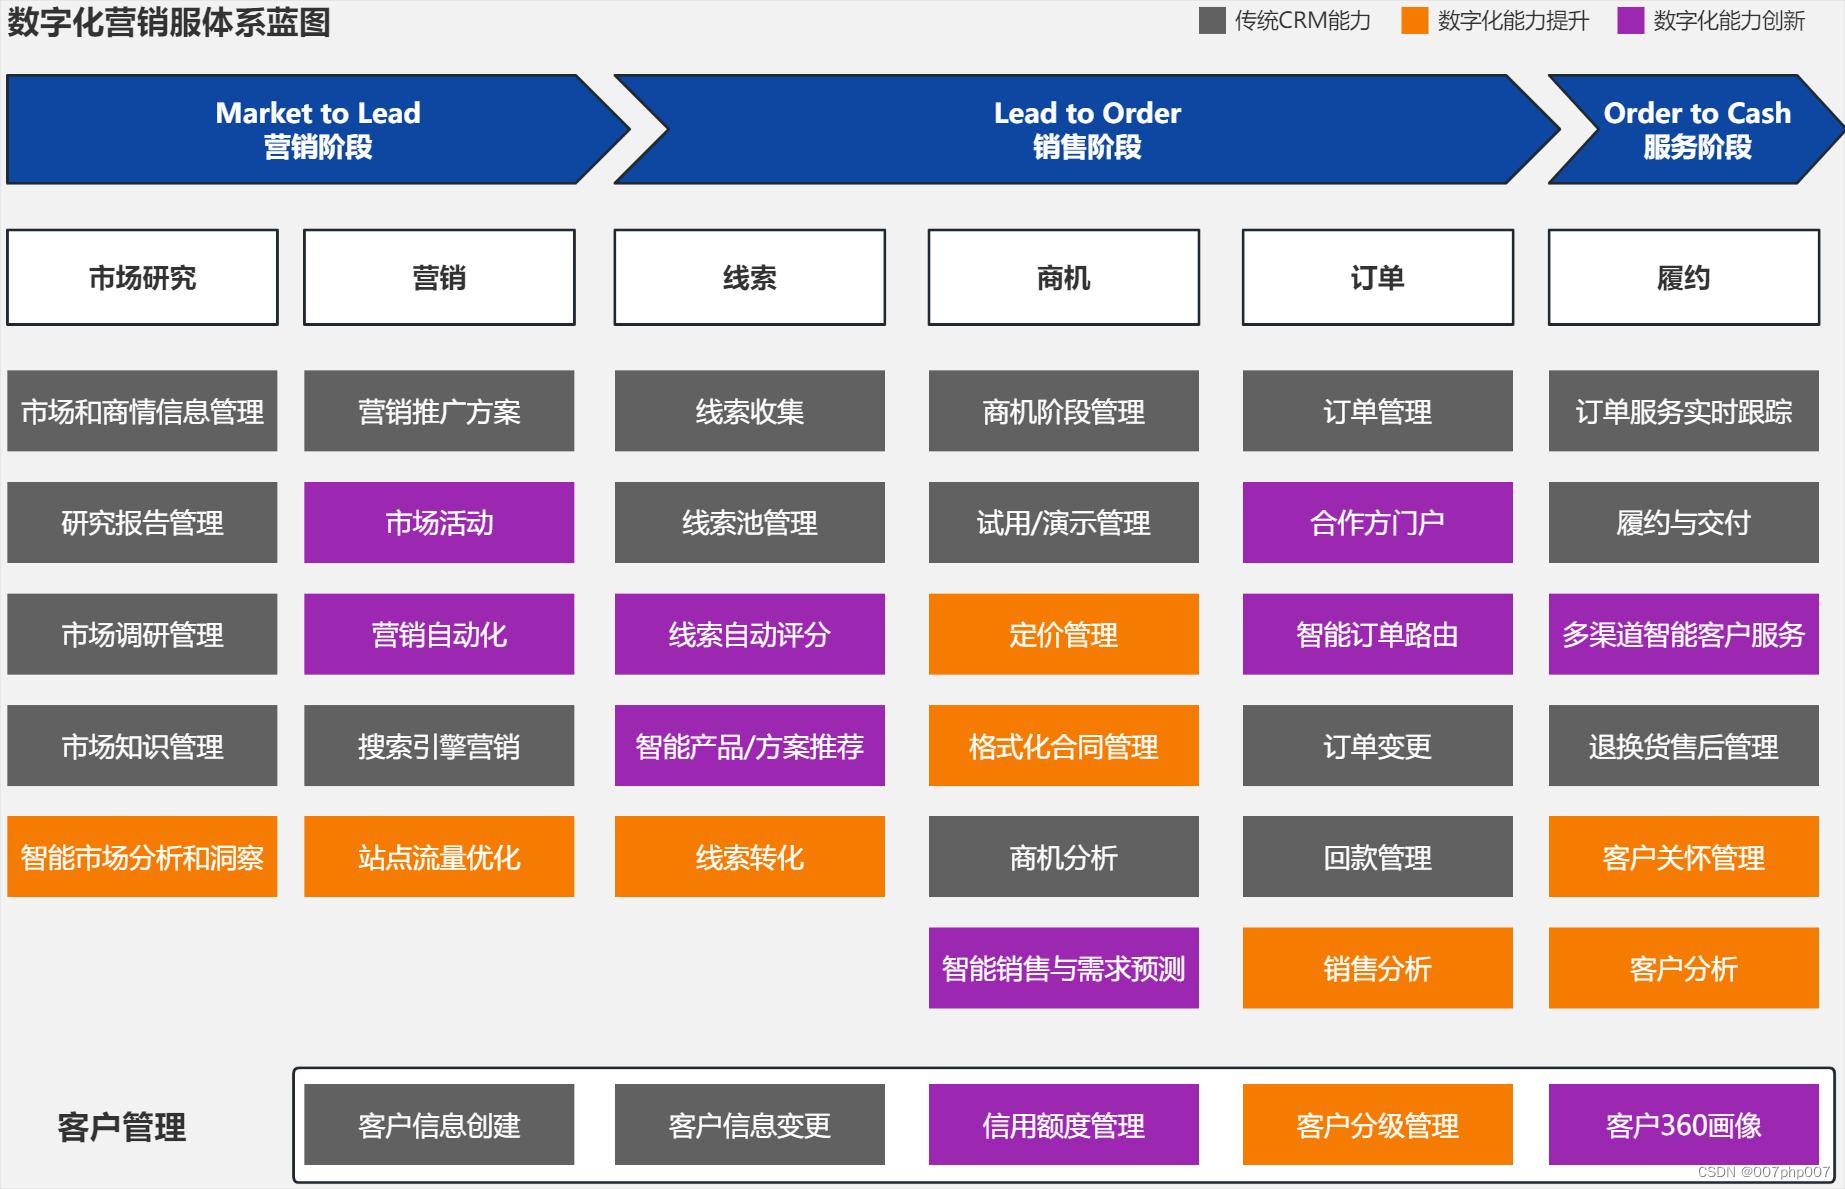 数字化营销服体系蓝图
传统CRM能力
数字化能力提升
数字化能力创新
Market to Lead
营销阶段
Lead to Order
销售阶段
Order to Cash
服务阶段
市场研究
营销
线索
商机
订单
履约
市场和商情信息管理
营销推广方案
线索收集
商机阶段管理
订单管理
订单服务实时跟踪
研究报告管理
市场活动
线索池管理
试用/演示管理
合作方门户
履约与交付
市场调研管理
营销自动化
线索自动评分
定价管理
智能订单路由
多渠道智能客户服务
市场知识管理
搜索引擎营销
智能产品/方案推荐
格式化合同管理
订单变更
退换货售后管理
智能市场分析和洞察
站点流量优化
线索转化
商机分析
回款管理
客户关怀管理
智能销售与需求预测
销售分析
客户分析
客户管理
客户信息创建
客户信息变更
信用额度管理
客户分级管理
客户360画像
CSDN @007php007